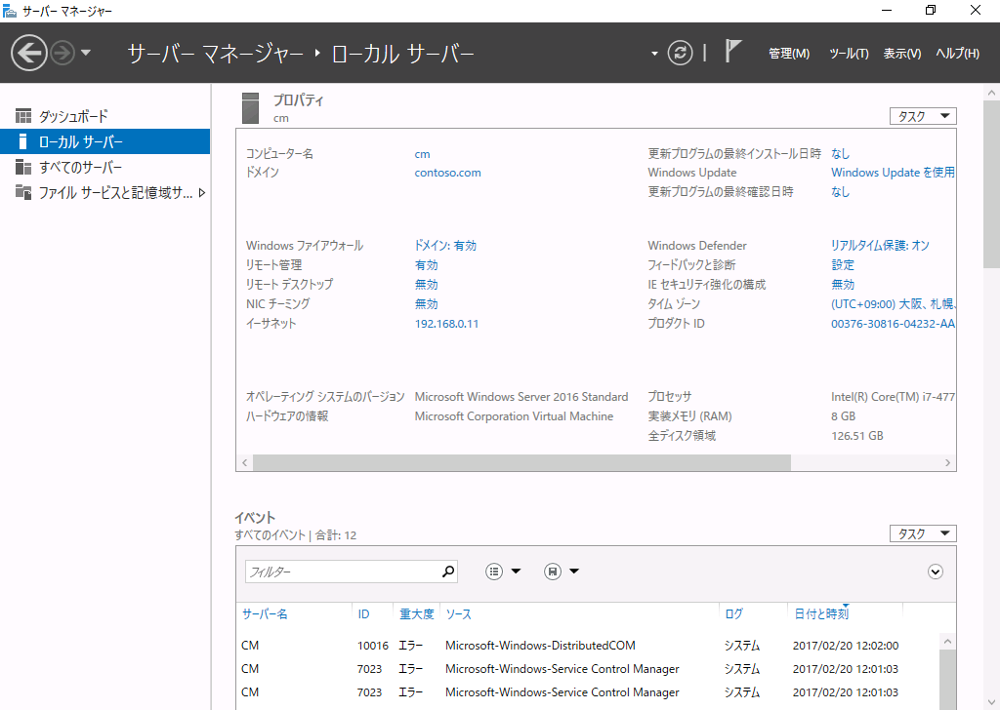 サーバー マネージャー
サーバー マネージャー ‣ ローカル サーバー
管理(M) ツール(T) 表示(V) ヘルプ(H)
ダッシュボード
ローカル サーバー
すべてのサーバー
ファイル サービスと記憶域サ...
プロパティ
cm
タスク
コンピューター名 cm 更新プログラムの最終インストール日時 なし
ドメイン contoso.com Windows Update Windows Update を使用
更新プログラムの最終確認日時 なし
Windows ファイアウォール ドメイン: 有効 Windows Defender リアルタイム保護: オン
リモート管理 有効 フィードバックと診断 設定
リモート デスクトップ 無効 IE セキュリティ強化の構成 無効
NIC チーミング 無効 タイム ゾーン (UTC+09:00) 大阪、札幌、
イーサネット 192.168.0.11 プロダクト ID 00376-30816-04232-AA
オペレーティング システムのバージョン Microsoft Windows Server 2016 Standard プロセッサ Intel(R) Core(TM) i7-477
ハードウェアの情報 Microsoft Corporation Virtual Machine 実装メモリ (RAM) 8 GB
全ディスク領域 126.51 GB
イベント
すべてのイベント | 合計: 12
タスク
フィルター
サーバー名 ID 重大度 ソース ログ 日付と時刻
CM 10016 エラー Microsoft-Windows-DistributedCOM システム 2017/02/20 12:02:00
CM 7023 エラー Microsoft-Windows-Service Control Manager システム 2017/02/20 12:01:03
CM 7023 エラー Microsoft-Windows-Service Control Manager システム 2017/02/20 12:01:03